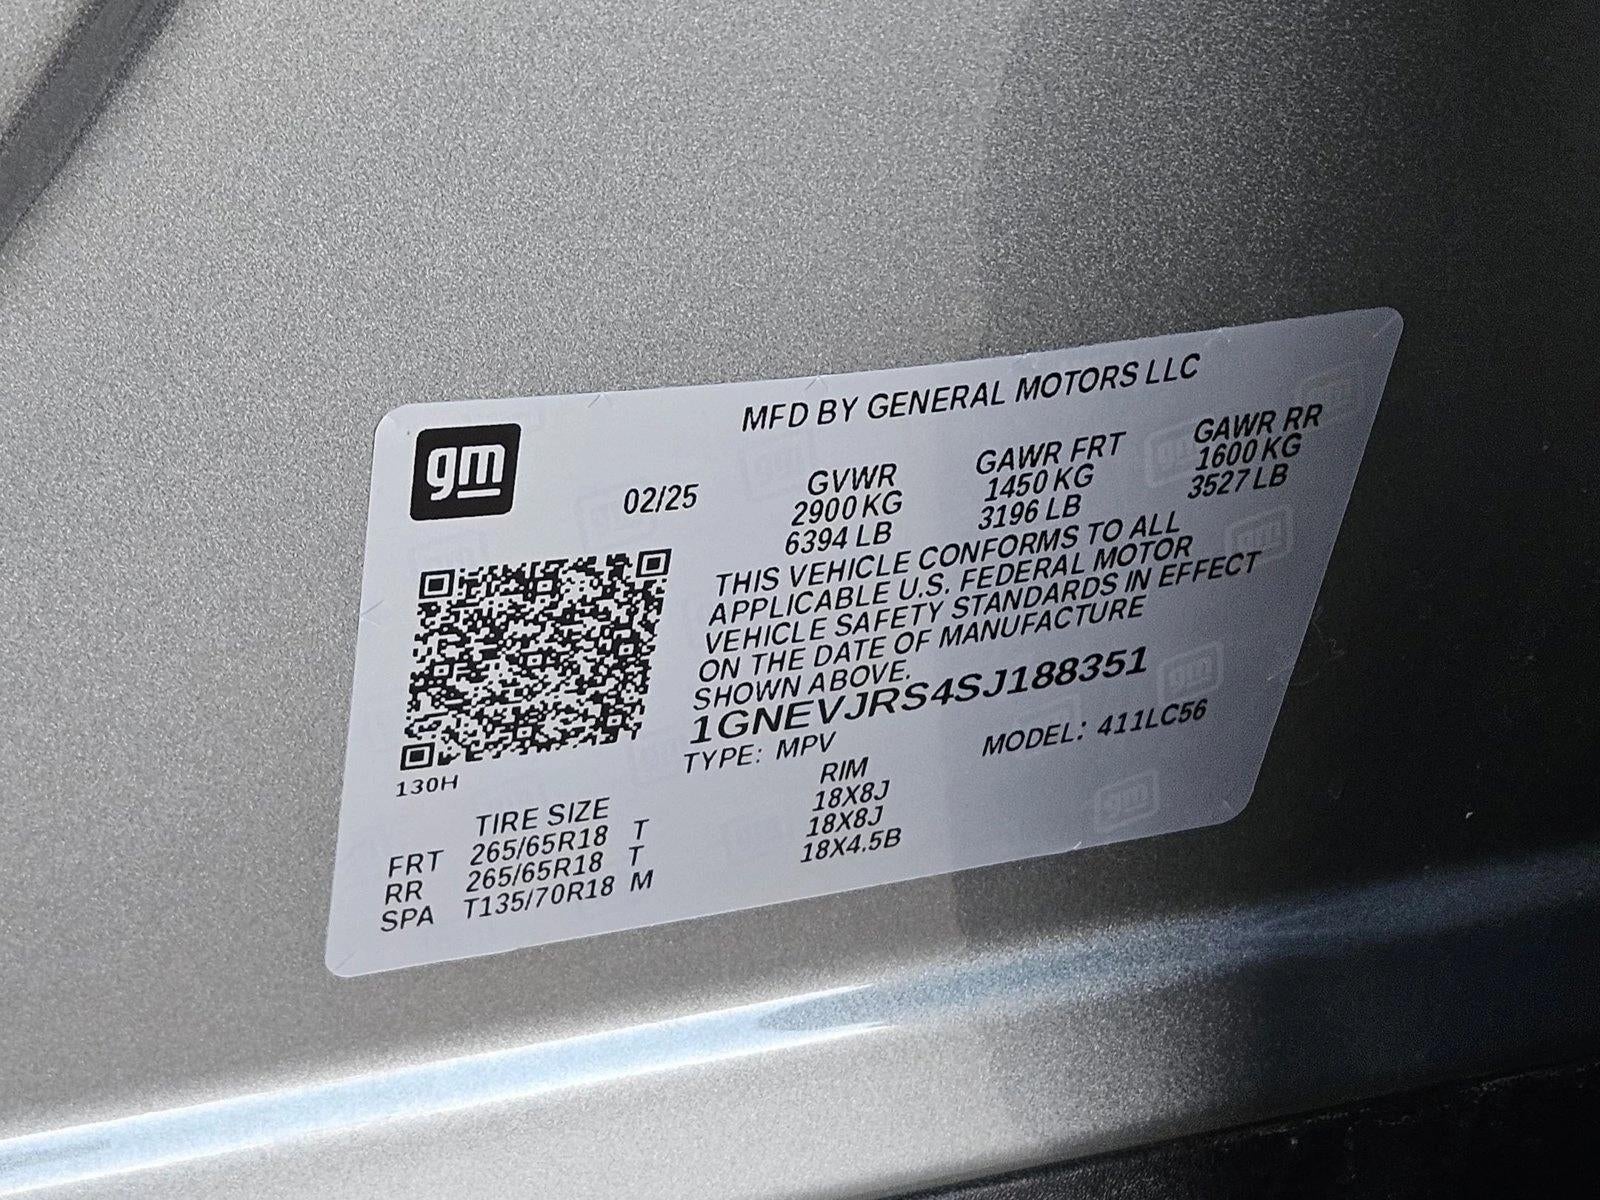 MFD BY GENERAL MOTORS LLC
gm
02/25
GVWR GAWR FRT GAWR RR
2900 KG 1450 KG 1600 KG
6394 LB 3196 LB 3527 LB
THIS VEHICLE CONFORMS TO ALL
APPLICABLE U.S. FEDERAL MOTOR
VEHICLE SAFETY STANDARDS IN EFFECT
ON THE DATE OF MANUFACTURE
SHOWN ABOVE.
1GNEVJRS4SJ188351
TYPE: MPV MODEL: 411LC56
130H
TIRE SIZE RIM
FRT 265/65R18 T 18X8J
RR 265/65R18 T 18X8J
SPA T135/70R18 M 18X4.5B